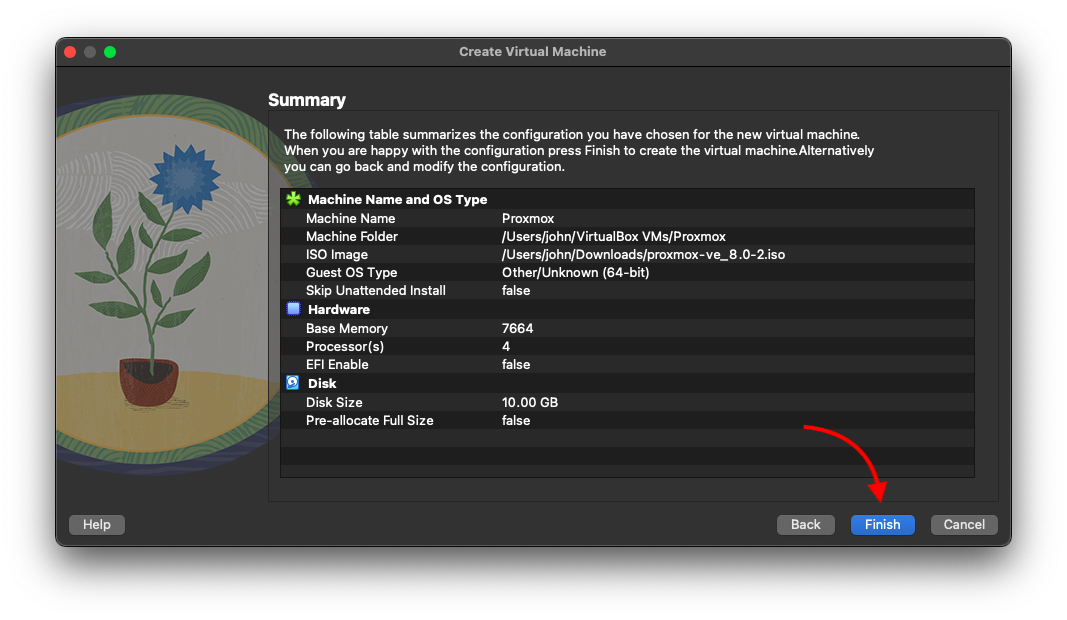 Create Virtual Machine
Summary
The following table summarizes the configuration you have chosen for the new virtual machine.
When you are happy with the configuration press Finish to create the virtual machine.Alternatively
you can go back and modify the configuration.
Machine Name and OS Type
Machine Name Proxmox
Machine Folder /Users/john/VirtualBox VMs/Proxmox
ISO Image /Users/john/Downloads/proxmox-ve_8.0-2.iso
Guest OS Type Other/Unknown (64-bit)
Skip Unattended Install false
Hardware
Base Memory 7664
Processor(s) 4
EFI Enable false
Disk
Disk Size 10.00 GB
Pre-allocate Full Size false
Help Back Finish Cancel